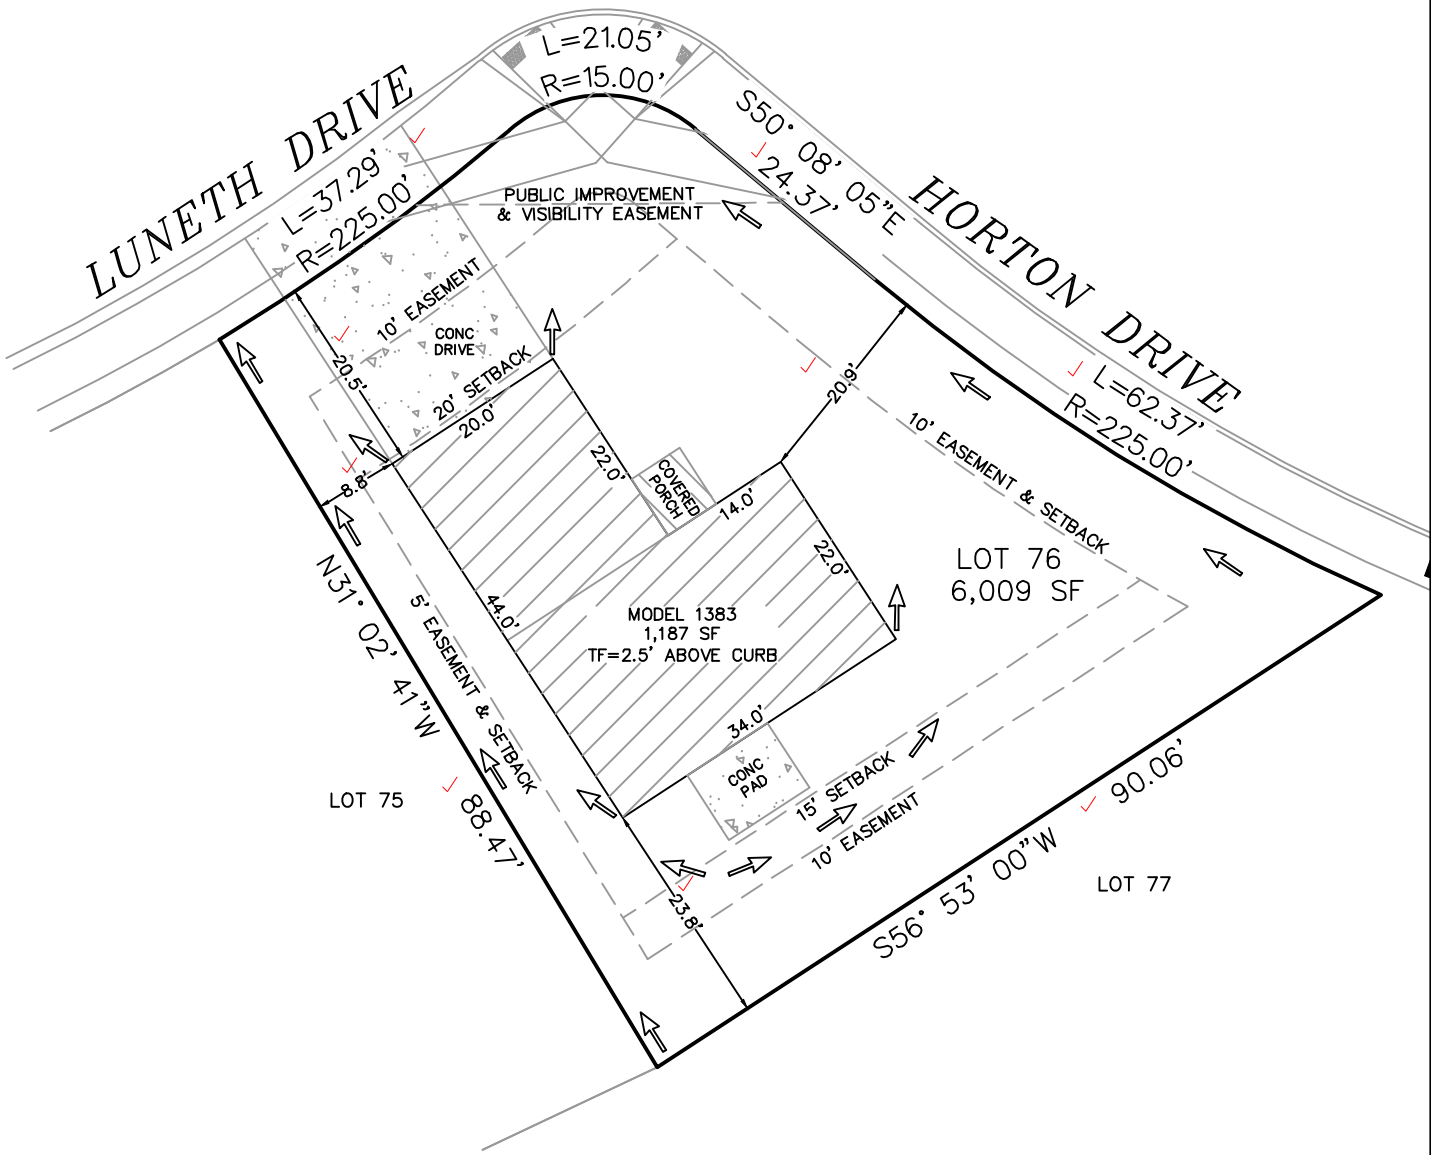 L=21.05'
R=15.00'
LUNETH DRIVE
L=37.29'
R=225.00'
S50° 08' 05"E
24.37'
HORTON DRIVE
PUBLIC IMPROVEMENT
& VISIBILITY EASEMENT
10' EASEMENT
CONC
DRIVE
20' SETBACK
20.5'
20.0'
20.9'
L=62.37'
R=225.00'
10' EASEMENT & SETBACK
8.8'
22.0'
COVERED
PORCH
14.0'
22.0'
LOT 76
6,009 SF
N31° 02' 41"W
88.47'
5' EASEMENT & SETBACK
44.0'
MODEL 1383
1,187 SF
TF=2.5' ABOVE CURB
34.0'
CONC
PAD
15' SETBACK
10' EASEMENT
23.8'
LOT 75
S56° 53' 00"W
90.06'
LOT 77